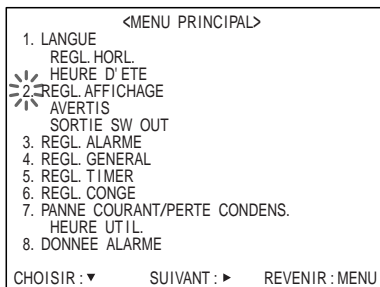 <MENU PRINCIPAL>
1. LANGUE
REGL.HORL.
HEURE D'ETE
2. REGL.AFFICHAGE
AVERTIS
SORTIE SW OUT
3. REGL. ALARME
4. REGL. GENERAL
5. REGL. TIMER
6. REGL. CONGE
7. PANNE COURANT/PERTE CONDENS.
HEURE UTIL.
8. DONNEE ALARME
CHOISIR : ▼ SUIVANT : ► REVENIR : MENU